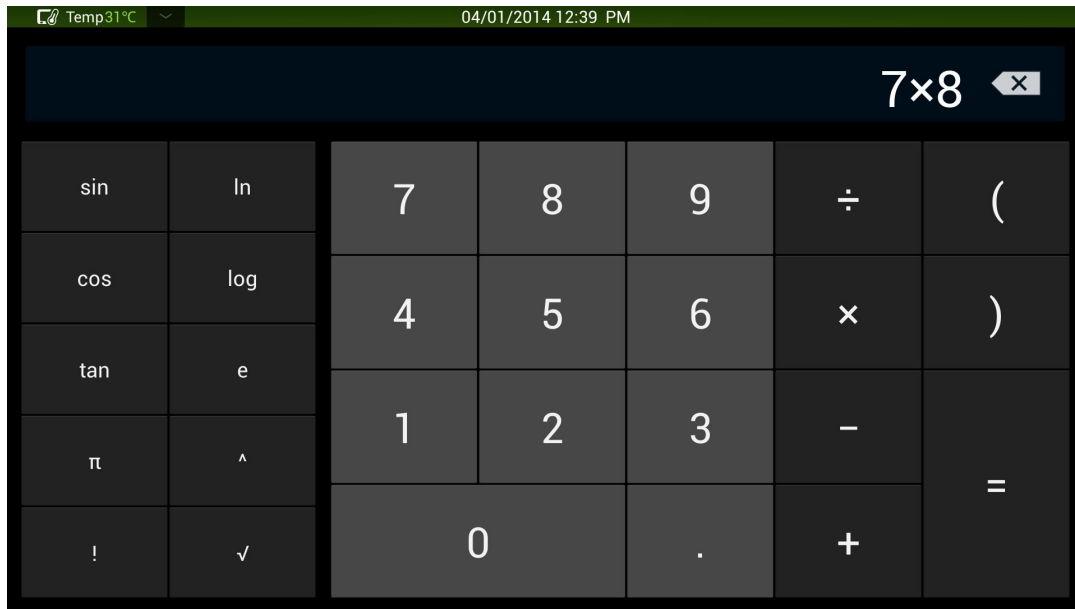 Temp31°C 04/01/2014 12:39 PM
7×8
sin ln 7 8 9 ÷ (
cos log 4 5 6 × )
tan e 1 2 3 −
π ^ =
! √ 0 . +